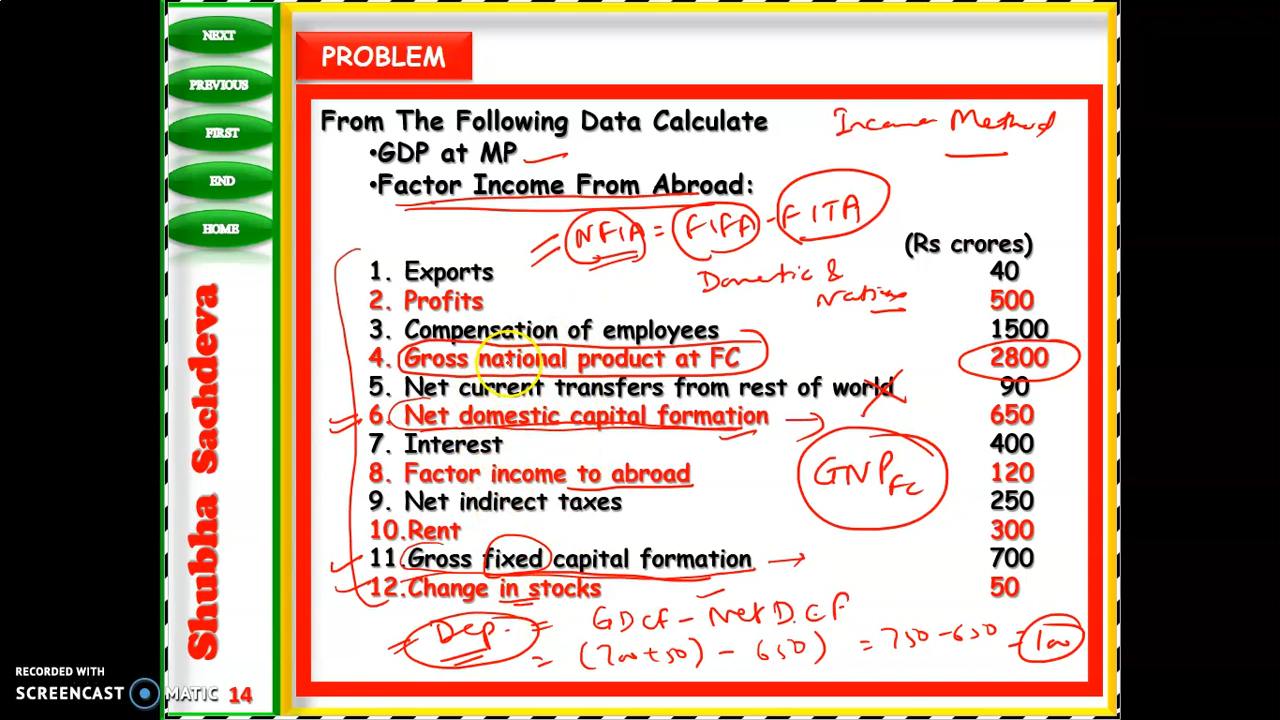 NEXT
PREVIOUS
FIRST
END
HOME
Shubha Sachdeva
PROBLEM
From The Following Data Calculate
Income Method
•GDP at MP
•Factor Income From Abroad:
NFIA = FIFA - FITA
(Rs crores)
Domestic &
1. Exports 40
2. Profits 500
3. Compensation of employees 1500
4. Gross national product at FC 2800
5. Net current transfers from rest of world 90
6. Net domestic capital formation 650
7. Interest 400
8. Factor income to abroad 120
GNP FC
9. Net indirect taxes 250
10.Rent 300
11.Gross fixed capital formation 700
12.Change in stocks 50
= Dep. = GDCF - Net D.CF
= (700+50) - 650) = 750-650 = 100
RECORDED WITH
SCREENCAST MATIC 14